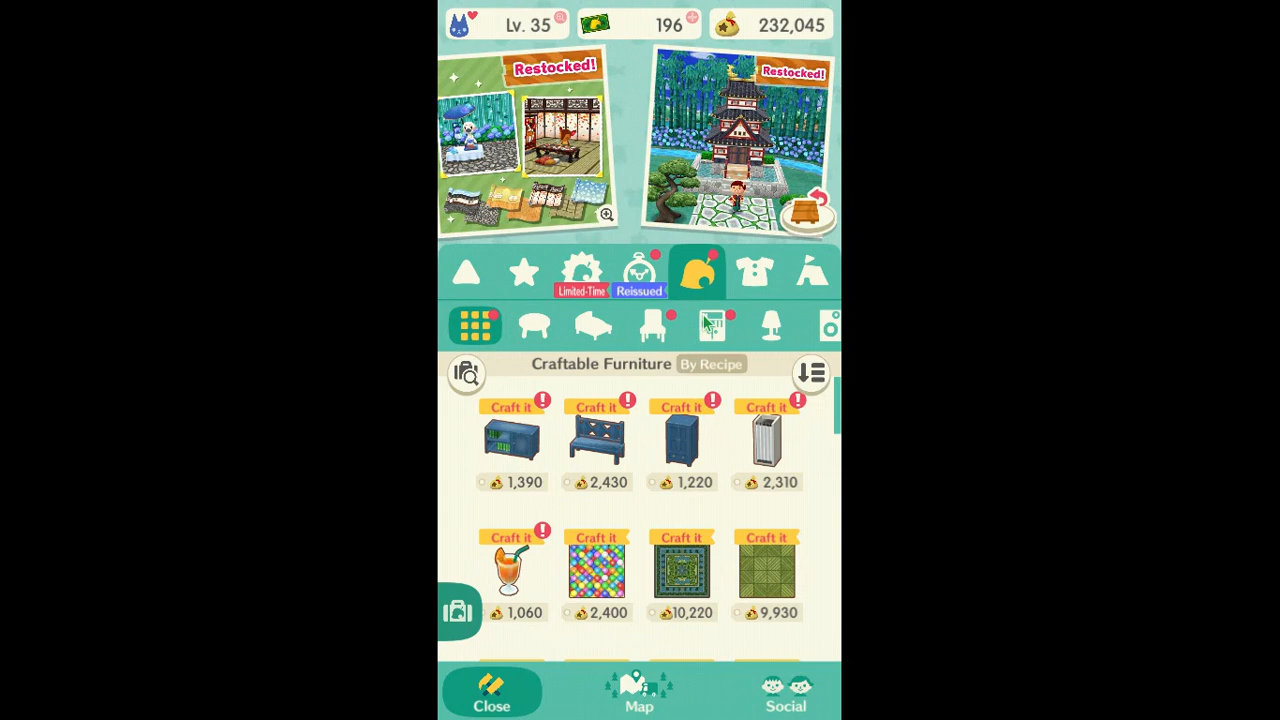 Lv. 35
196
232,045
Restocked!
Restocked!
Limited-Time
Reissued
Craftable Furniture
By Recipe
Craft it
Craft it
Craft it
Craft it
1,390
2,430
1,220
2,310
Craft it
Craft it
Craft it
Craft it
1,060
2,400
10,220
9,930
Close
Map
Social